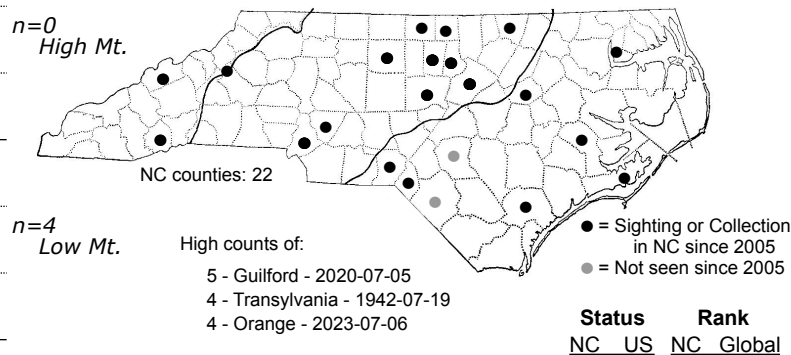 n=0
High Mt.
NC counties: 22
n=4
Low Mt.
High counts of:
5 - Guilford - 2020-07-05
4 - Transylvania - 1942-07-19
4 - Orange - 2023-07-06
= Sighting or Collection
in NC since 2005
= Not seen since 2005
Status Rank
NC US NC Global